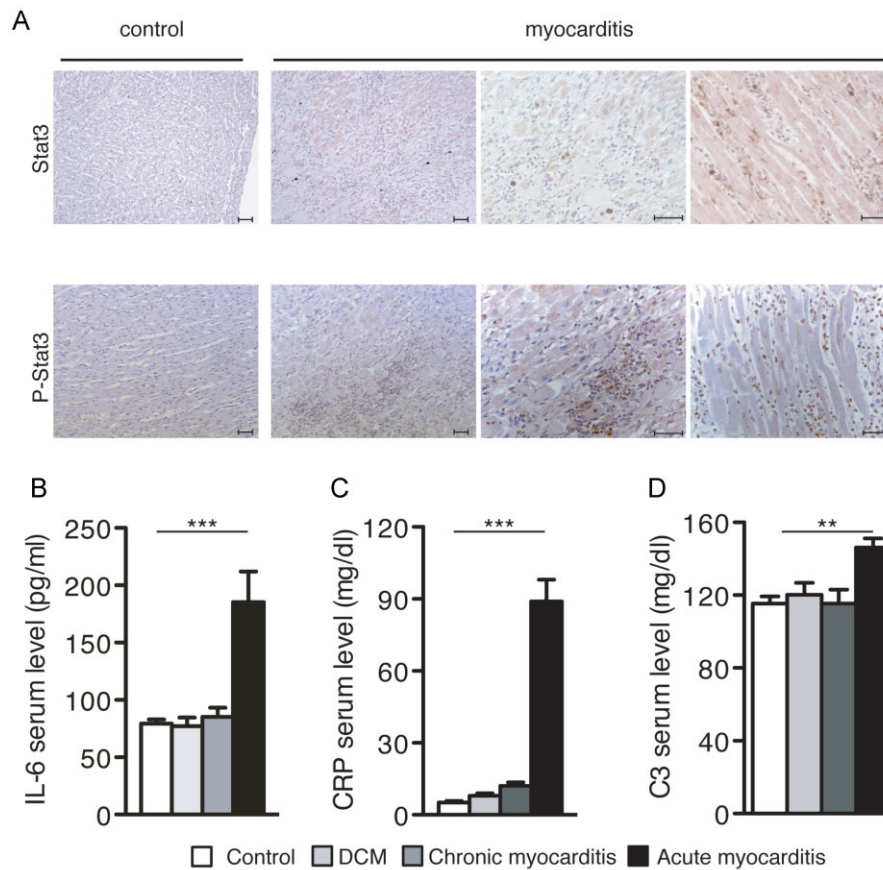 A
control
myocarditis
Stat3
P-Stat3
B
***
IL-6 serum level (pg/ml)
250
200
150
100
50
0
C
***
CRP serum level (mg/dl)
120
90
60
30
0
D
**
C3 serum level (mg/dl)
160
120
80
40
0
Control DCM Chronic myocarditis Acute myocarditis